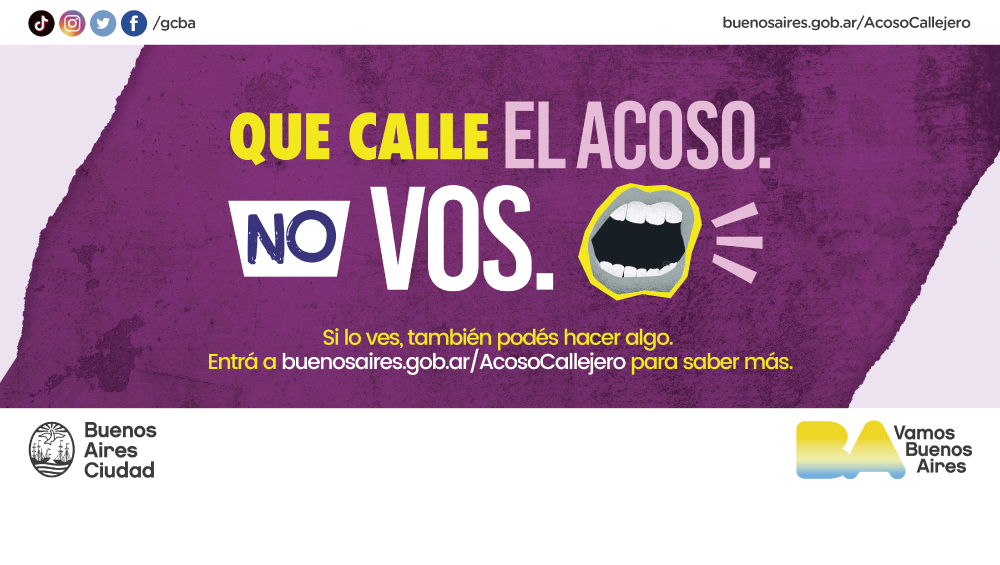 /gcba
buenosaires.gob.ar/AcosoCallejero
QUE CALLE EL ACOSO.
NO VOS.
Si lo ves, también podés hacer algo.
Entrá a buenosaires.gob.ar/AcosoCallejero para saber más.
Buenos
Aires
Ciudad
BA
Vamos
Buenos
Aires